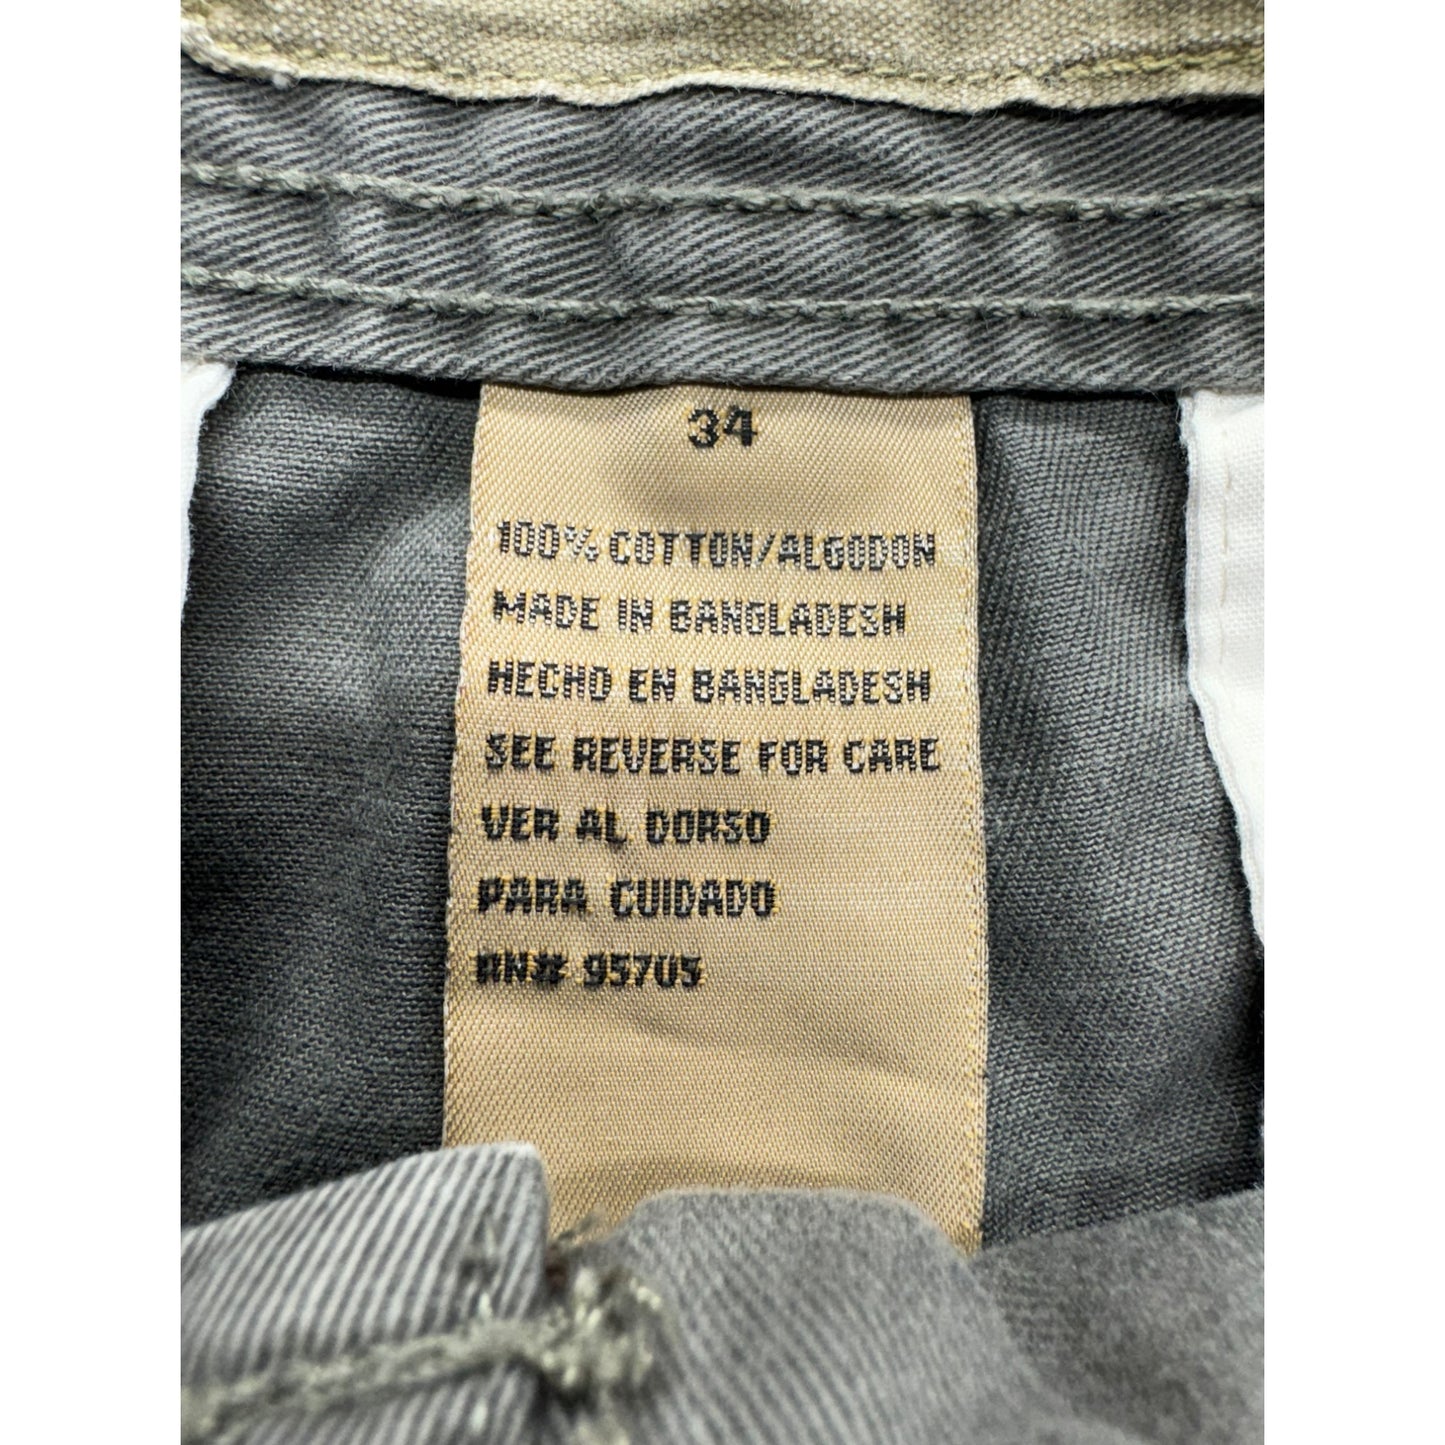 34
100% COTTON/ALGODON
MADE IN BANGLADESH
HECHO EN BANGLADESH
SEE REVERSE FOR CARE
VER AL DORSO
PARA CUIDADO
RN# 95705